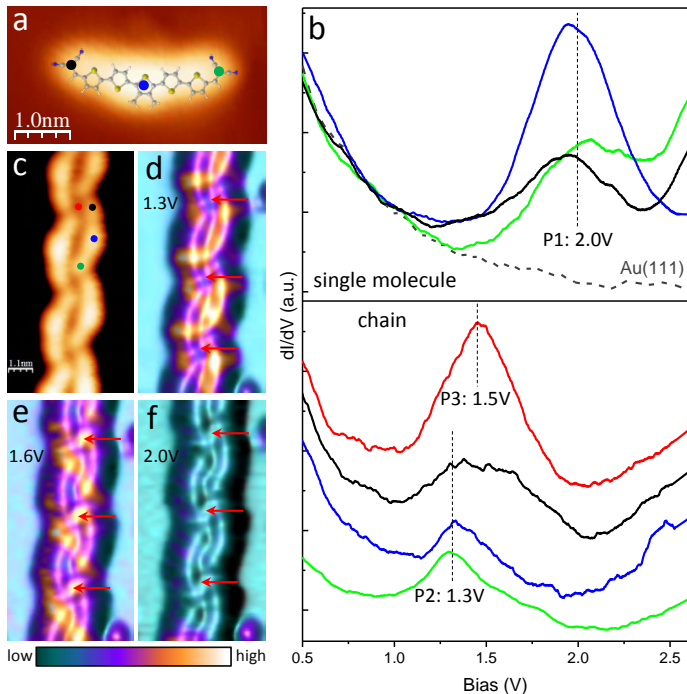 a
1.0nm
b
P1: 2.0V
Au(111)
single molecule
c
1.1nm
d
1.3V
e
1.6V
f
2.0V
low
high
dI/dV (a.u.)
chain
P3: 1.5V
P2: 1.3V
0.5
1.0
1.5
2.0
2.5
Bias (V)